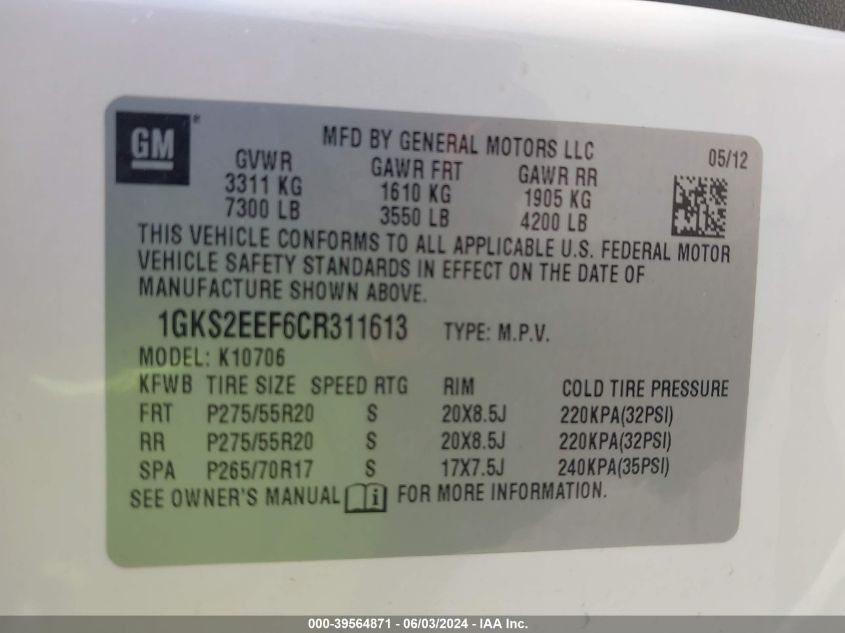 GM®
MFD BY GENERAL MOTORS LLC
05/12
GVWR GAWR FRT GAWR RR
3311 KG 1610 KG 1905 KG
7300 LB 3550 LB 4200 LB
THIS VEHICLE CONFORMS TO ALL APPLICABLE U.S. FEDERAL MOTOR
VEHICLE SAFETY STANDARDS IN EFFECT ON THE DATE OF
MANUFACTURE SHOWN ABOVE.
1GKS2EEF6CR311613 TYPE: M.P.V.
MODEL: K10706
KFWB TIRE SIZE SPEED RTG RIM COLD TIRE PRESSURE
FRT P275/55R20 S 20X8.5J 220KPA(32PSI)
RR P275/55R20 S 20X8.5J 220KPA(32PSI)
SPA P265/70R17 S 17X7.5J 240KPA(35PSI)
SEE OWNER'S MANUAL i FOR MORE INFORMATION.
000-39564871 - 06/03/2024 - IAA Inc.